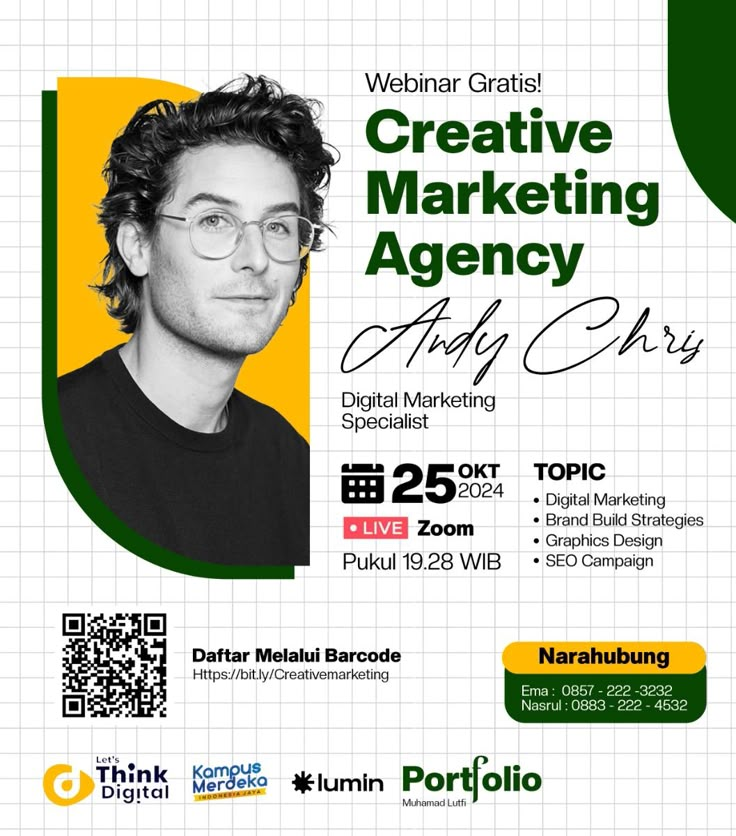 Webinar Gratis!
Creative
Marketing
Agency
Andy Chris
Digital Marketing
Specialist
25 OKT
2024
• LIVE Zoom
Pukul 19.28 WIB
TOPIC
• Digital Marketing
• Brand Build Strategies
• Graphics Design
• SEO Campaign
Daftar Melalui Barcode
Https://bit.ly/Creativemarketing
Narahubung
Ema : 0857 - 222 -3232
Nasrul : 0883 - 222 - 4532
Let's
Think
Digital
Kampus
Merdeka
INDONESIA JAYA
lumin
Portfolio
Muhamad Lutfi